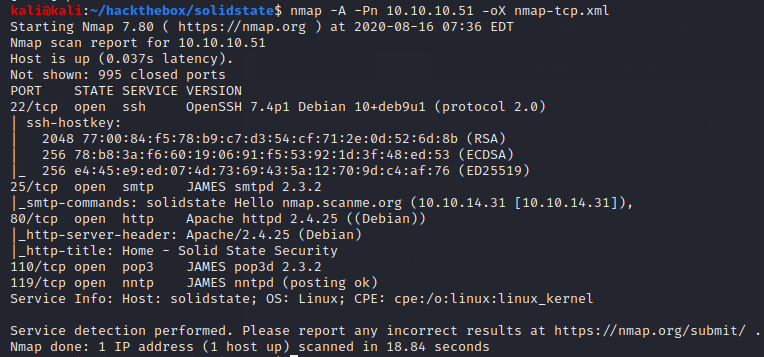 kali@kali:~/hackthebox/solidstate$ nmap -A -Pn 10.10.10.51 -oX nmap-tcp.xml
Starting Nmap 7.80 ( https://nmap.org ) at 2020-08-16 07:36 EDT
Nmap scan report for 10.10.10.51
Host is up (0.037s latency).
Not shown: 995 closed ports
PORT    STATE SERVICE VERSION
22/tcp  open  ssh     OpenSSH 7.4p1 Debian 10+deb9u1 (protocol 2.0)
| ssh-hostkey:
|   2048 77:00:84:f5:78:b9:c7:d3:54:cf:71:2e:0d:52:6d:8b (RSA)
|   256 78:b8:3a:f6:60:19:06:91:f5:53:92:1d:3f:48:ed:53 (ECDSA)
|_  256 e4:45:e9:ed:07:4d:73:69:43:5a:12:70:9d:c4:af:76 (ED25519)
25/tcp  open  smtp    JAMES smtpd 2.3.2
|_smtp-commands: solidstate Hello nmap.scanme.org (10.10.14.31 [10.10.14.31]),
80/tcp  open  http    Apache httpd 2.4.25 ((Debian))
|_http-server-header: Apache/2.4.25 (Debian)
|_http-title: Home - Solid State Security
110/tcp open  pop3    JAMES pop3d 2.3.2
119/tcp open  nntp    JAMES nntpd (posting ok)
Service Info: Host: solidstate; OS: Linux; CPE: cpe:/o:linux:linux_kernel
Service detection performed. Please report any incorrect results at https://nmap.org/submit/ .
Nmap done: 1 IP address (1 host up) scanned in 18.84 seconds